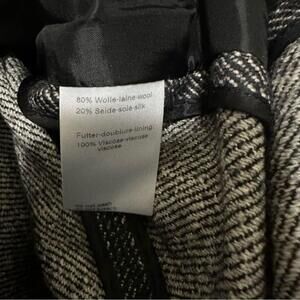 80% Wolle-laine-wool
20% Seide-soie-silk
Futter-doublure-lining
100% Viscose-viscose-
viscose